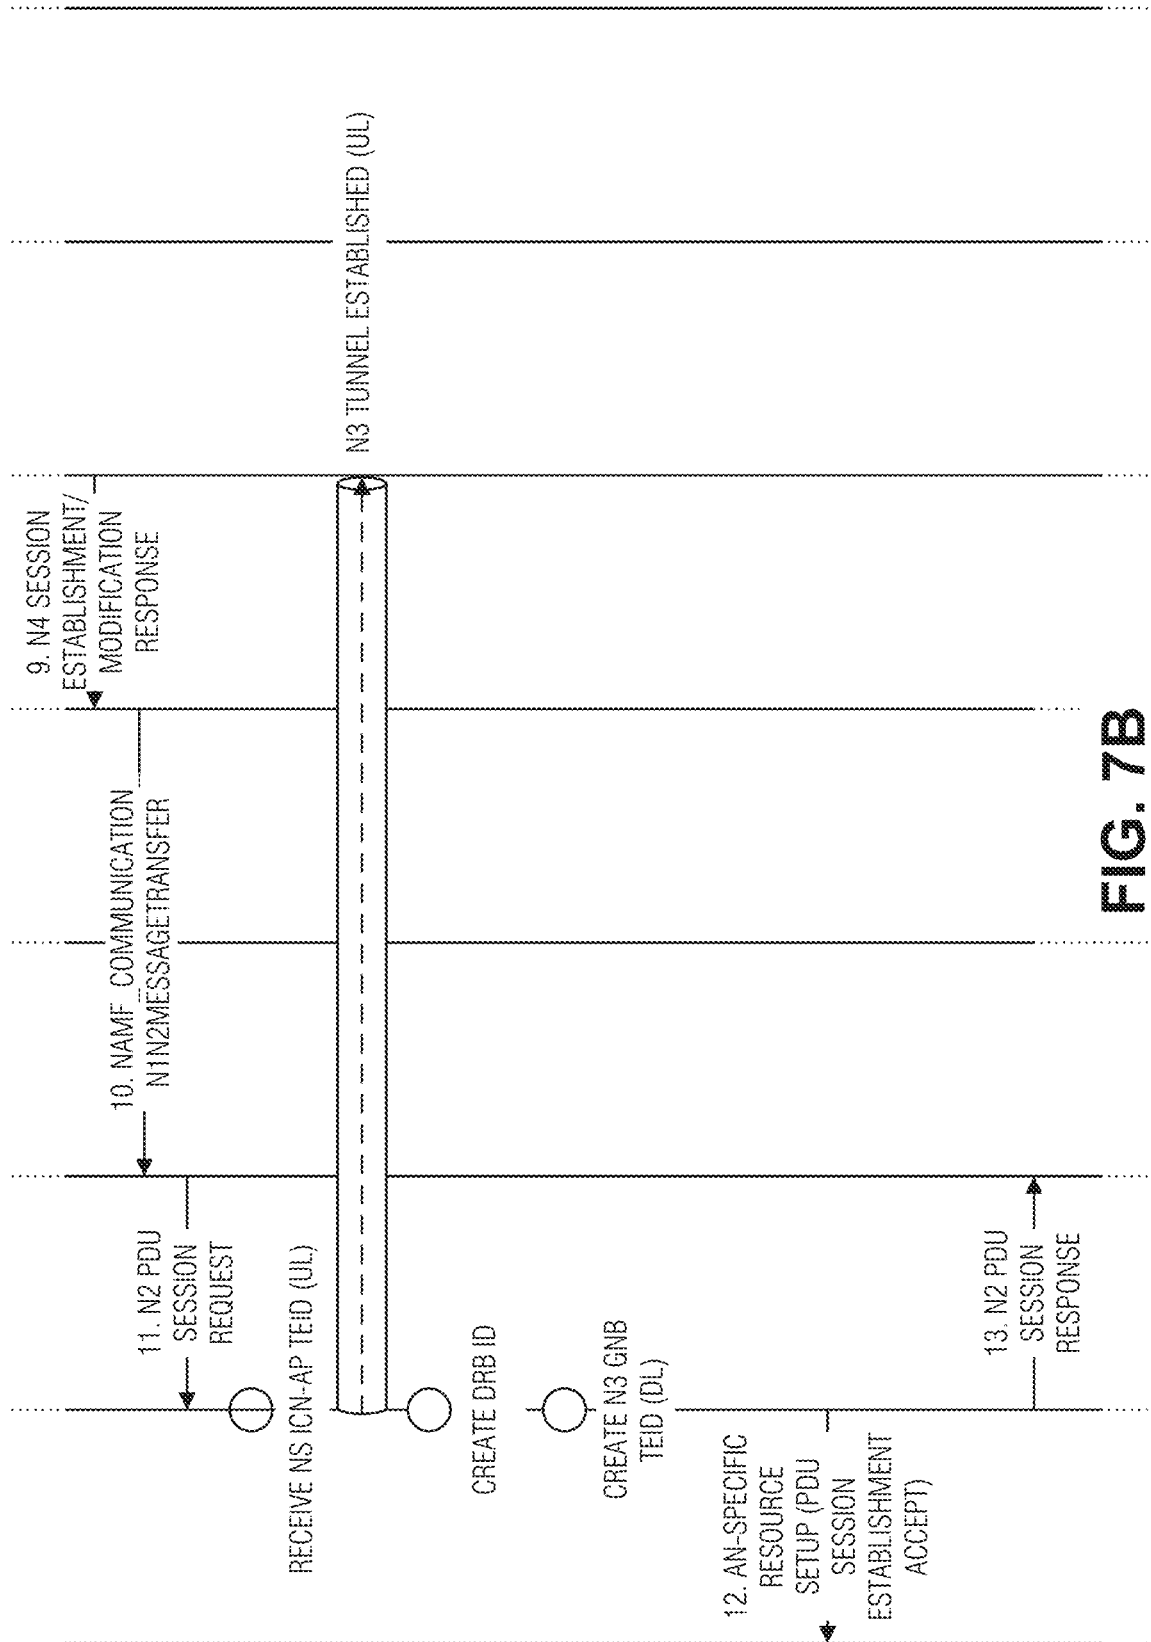 9. N4 SESSION
ESTABLISHMENT/
MODIFICATION
RESPONSE
10. NAMF_COMMUNICATION
N1N2MESSAGETRANSFER
11. N2 PDU
SESSION
REQUEST
RECEIVE NS ICN-AP TEID (UL)
N3 TUNNEL ESTABLISHED (UL)
CREATE DRB ID
CREATE N3 GNB
TEID (DL)
12. AN-SPECIFIC
RESOURCE
SETUP (PDU
SESSION
ESTABLISHMENT
ACCEPT)
13. N2 PDU
SESSION
RESPONSE
FIG. 7B